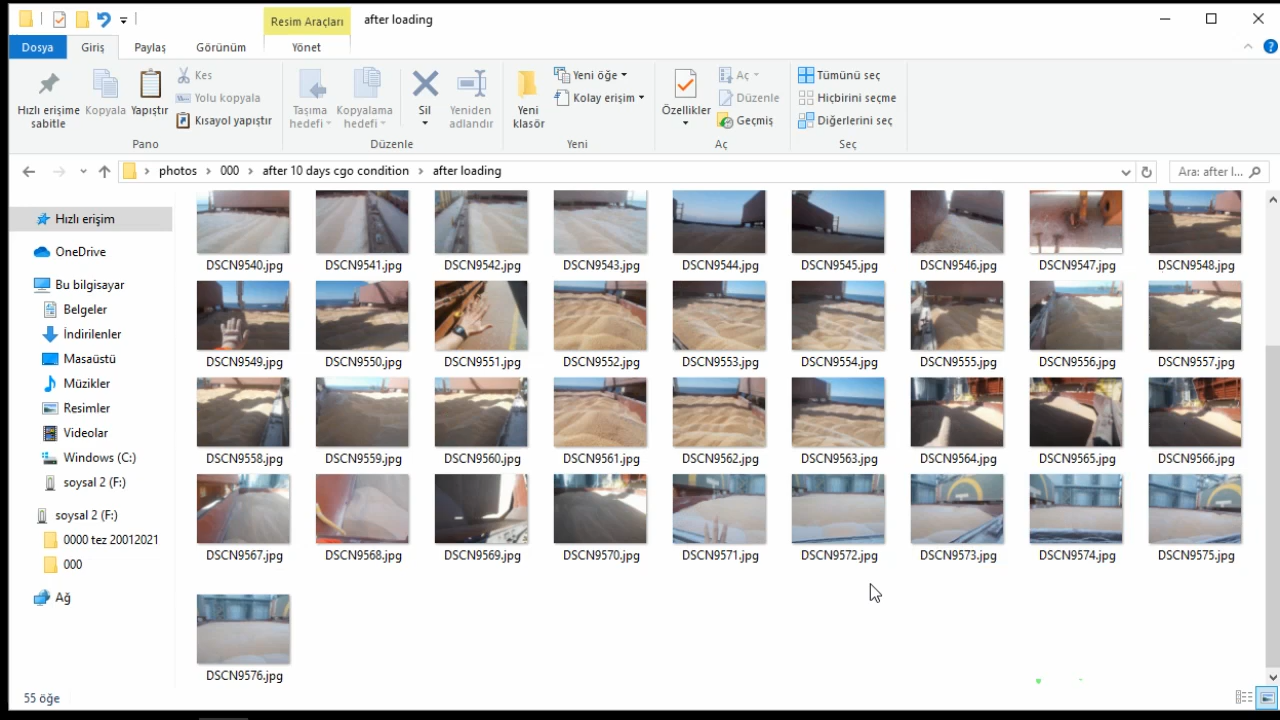 Resim Araçları
after loading
Dosya
Giriş
Paylaş
Görünüm
Yönet
Hızlı erişime sabitle
Kopyala
Yapıştır
Kes
Yolu kopyala
Kısayol yapıştır
Pano
Taşıma hedefi
Kopyalama hedefi
Sil
Yeniden adlandır
Düzenle
Yeni klasör
Yeni öğe
Kolay erişim
Yeni
Özellikler
Aç
Düzenle
Geçmiş
Aç
Tümünü seç
Hiçbirini seçme
Diğerlerini seç
Seç
photos > 000 > after 10 days cgo condition > after loading
Ara: after l...
Hızlı erişim
OneDrive
Bu bilgisayar
Belgeler
İndirilenler
Masaüstü
Müzikler
Resimler
Videolar
Windows (C:)
soysal 2 (F:)
soysal 2 (F:)
0000 tez 20012021
000
Ağ
DSCN9540.jpg DSCN9541.jpg DSCN9542.jpg DSCN9543.jpg DSCN9544.jpg DSCN9545.jpg DSCN9546.jpg DSCN9547.jpg DSCN9548.jpg
DSCN9549.jpg DSCN9550.jpg DSCN9551.jpg DSCN9552.jpg DSCN9553.jpg DSCN9554.jpg DSCN9555.jpg DSCN9556.jpg DSCN9557.jpg
DSCN9558.jpg DSCN9559.jpg DSCN9560.jpg DSCN9561.jpg DSCN9562.jpg DSCN9563.jpg DSCN9564.jpg DSCN9565.jpg DSCN9566.jpg
DSCN9567.jpg DSCN9568.jpg DSCN9569.jpg DSCN9570.jpg DSCN9571.jpg DSCN9572.jpg DSCN9573.jpg DSCN9574.jpg DSCN9575.jpg
DSCN9576.jpg
55 öğe